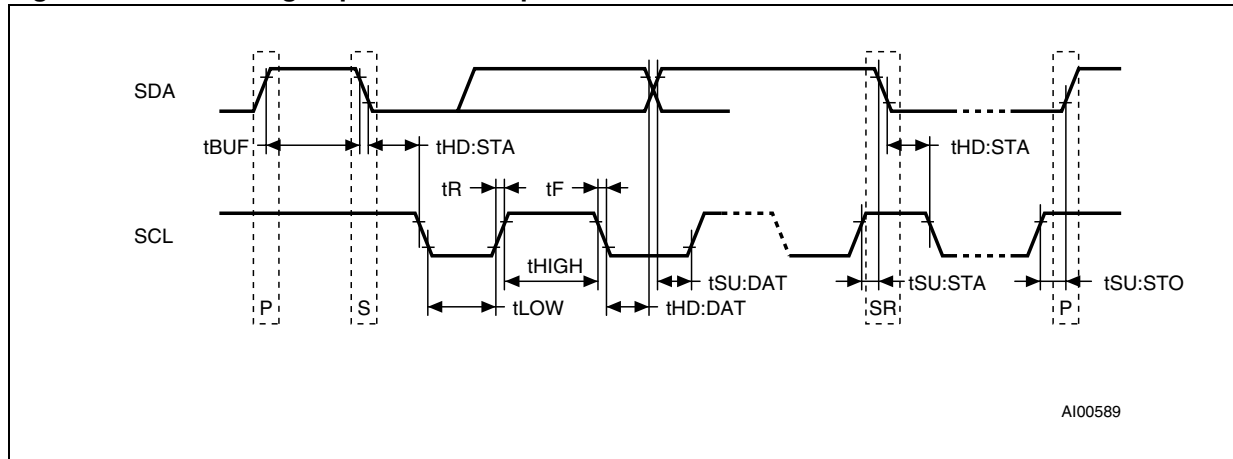 SDA
tBUF
tHD:STA
tHD:STA
tR
tF
SCL
tHIGH
tSU:DAT
tSU:STA
tSU:STO
tLOW
tHD:DAT
P
S
SR
P
AI00589